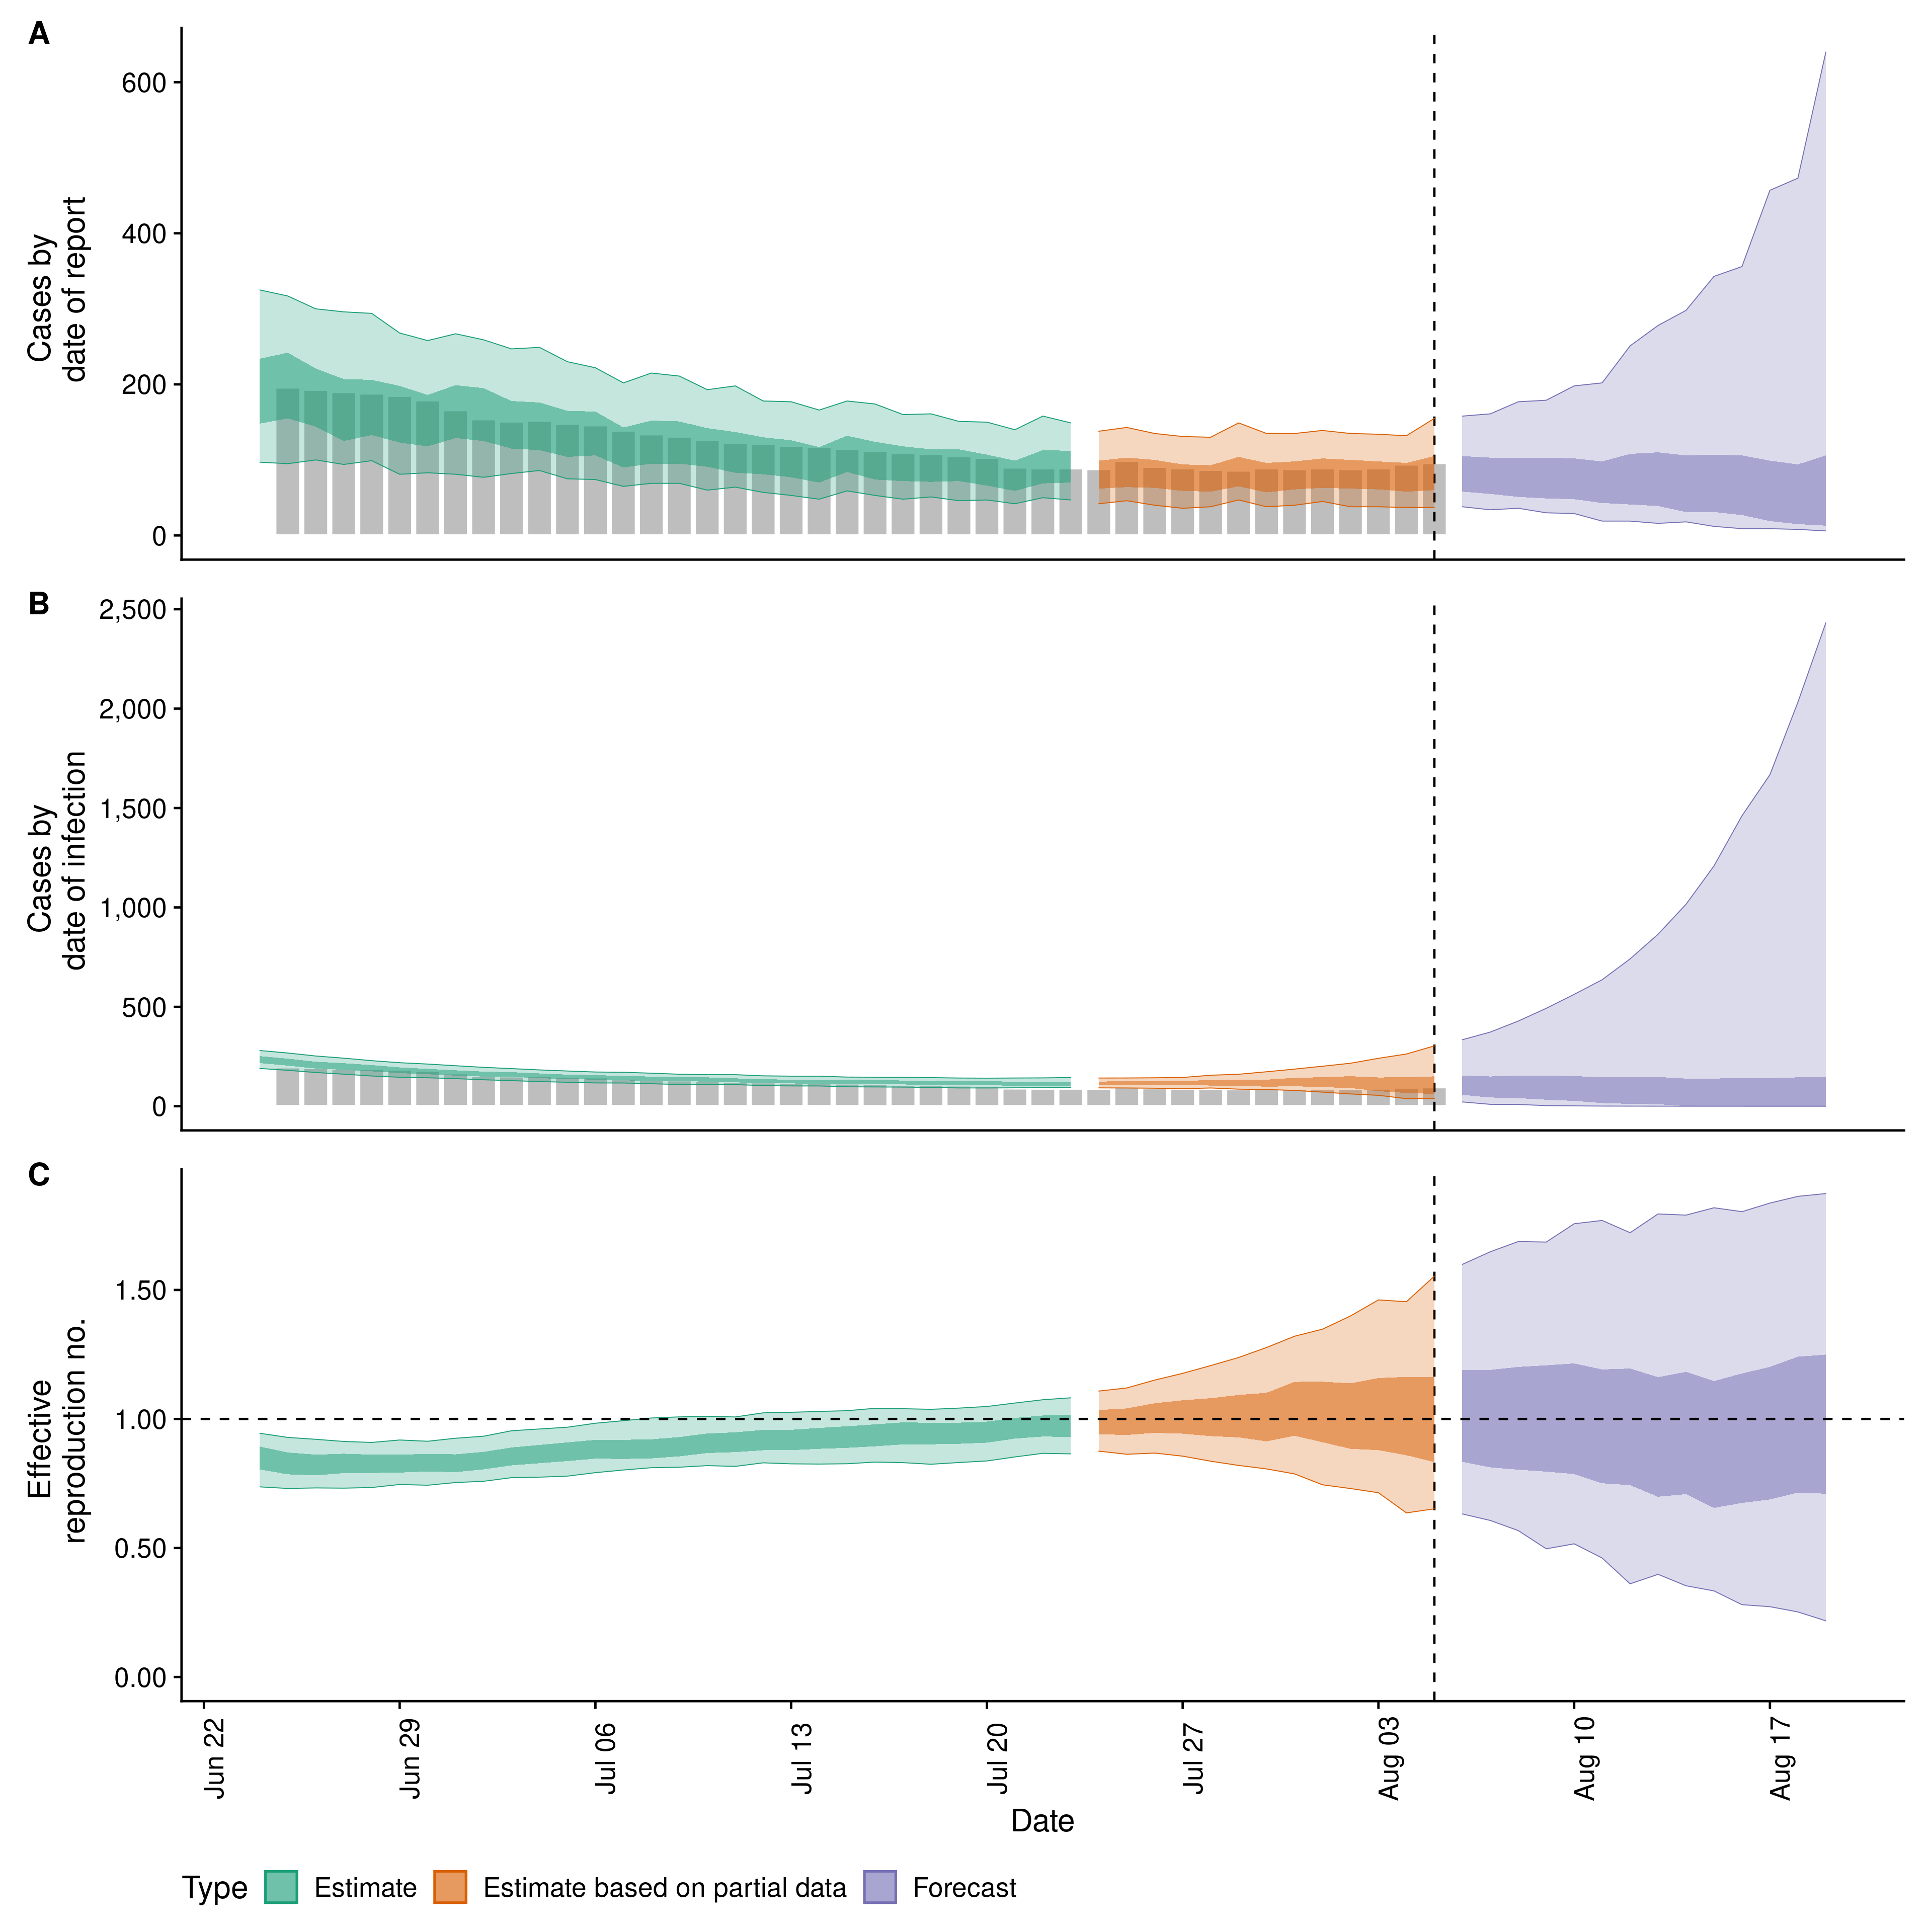 A
600
400
200
0
Cases by
date of report
B
2,500
2,000
1,500
1,000
500
0
Cases by
date of infection
C
1.50
1.00
0.50
0.00
Effective
reproduction no.
Jun 22
Jun 29
Jul 06
Jul 13
Jul 20
Jul 27
Aug 03
Aug 10
Aug 17
Date
Type Estimate Estimate based on partial data Forecast